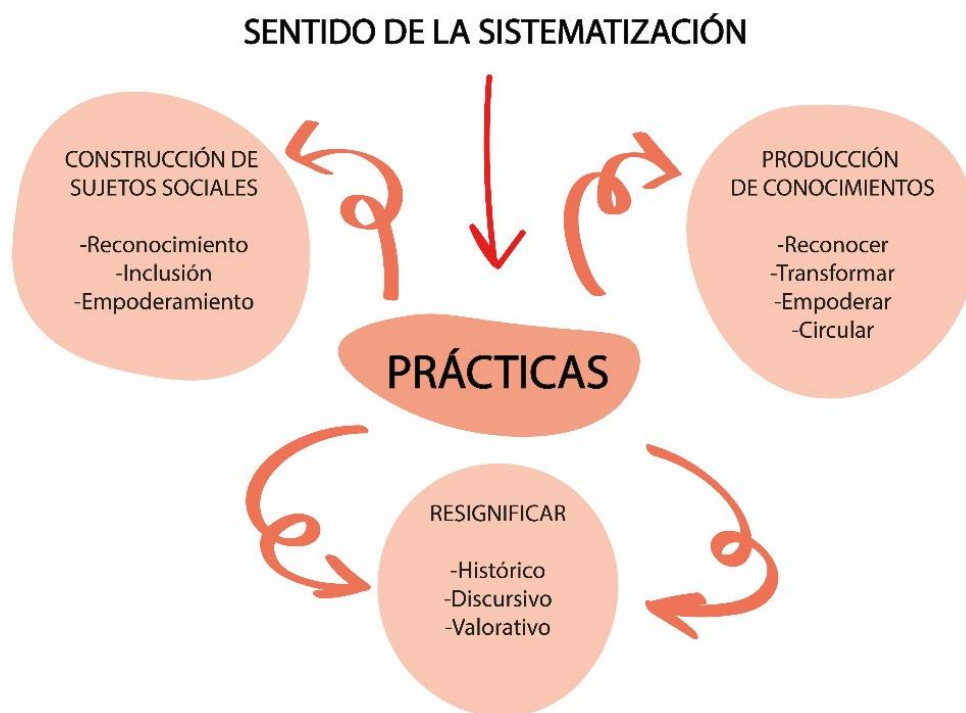 SENTIDO DE LA SISTEMATIZACIÓN
CONSTRUCCIÓN DE
SUJETOS SOCIALES
-Reconocimiento
-Inclusión
-Empoderamiento
PRODUCCIÓN
DE CONOCIMIENTOS
-Reconocer
-Transformar
-Empoderar
-Circular
PRÁCTICAS
RESIGNIFICAR
-Histórico
-Discursivo
-Valorativo